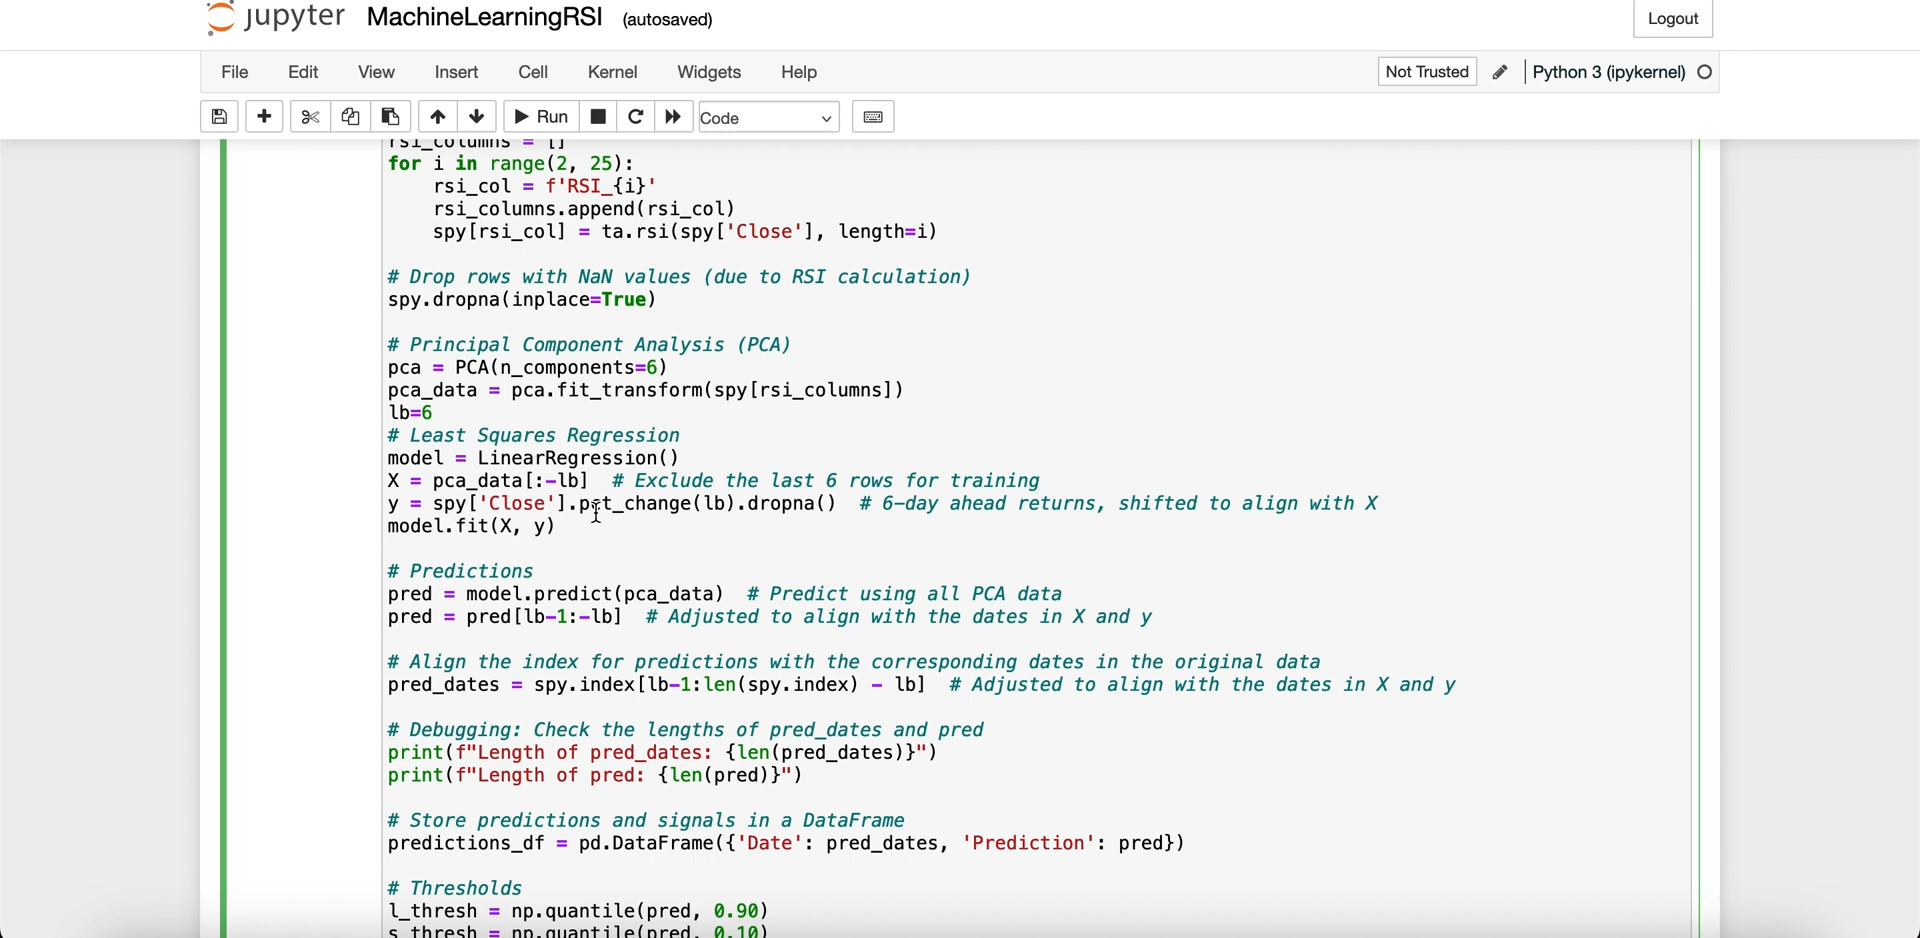 jupyter MachineLearningRSI (autosaved)
Logout
File Edit View Insert Cell Kernel Widgets Help
Not Trusted
Python 3 (ipykernel)
Run
Code
rsi_columns = []
for i in range(2, 25):
    rsi_col = f'RSI_{i}'
    rsi_columns.append(rsi_col)
    spy[rsi_col] = ta.rsi(spy['Close'], length=i)
# Drop rows with NaN values (due to RSI calculation)
spy.dropna(inplace=True)
# Principal Component Analysis (PCA)
pca = PCA(n_components=6)
pca_data = pca.fit_transform(spy[rsi_columns])
lb=6
# Least Squares Regression
model = LinearRegression()
X = pca_data[:-lb]  # Exclude the last 6 rows for training
y = spy['Close'].pct_change(lb).dropna()  # 6-day ahead returns, shifted to align with X
model.fit(X, y)
# Predictions
pred = model.predict(pca_data)  # Predict using all PCA data
pred = pred[lb-1:-lb]  # Adjusted to align with the dates in X and y
# Align the index for predictions with the corresponding dates in the original data
pred_dates = spy.index[lb-1:len(spy.index) - lb]  # Adjusted to align with the dates in X and y
# Debugging: Check the lengths of pred_dates and pred
print(f"Length of pred_dates: {len(pred_dates)}")
print(f"Length of pred: {len(pred)}")
# Store predictions and signals in a DataFrame
predictions_df = pd.DataFrame({'Date': pred_dates, 'Prediction': pred})
# Thresholds
l_thresh = np.quantile(pred, 0.90)
s_thresh = np.quantile(pred, 0.10)